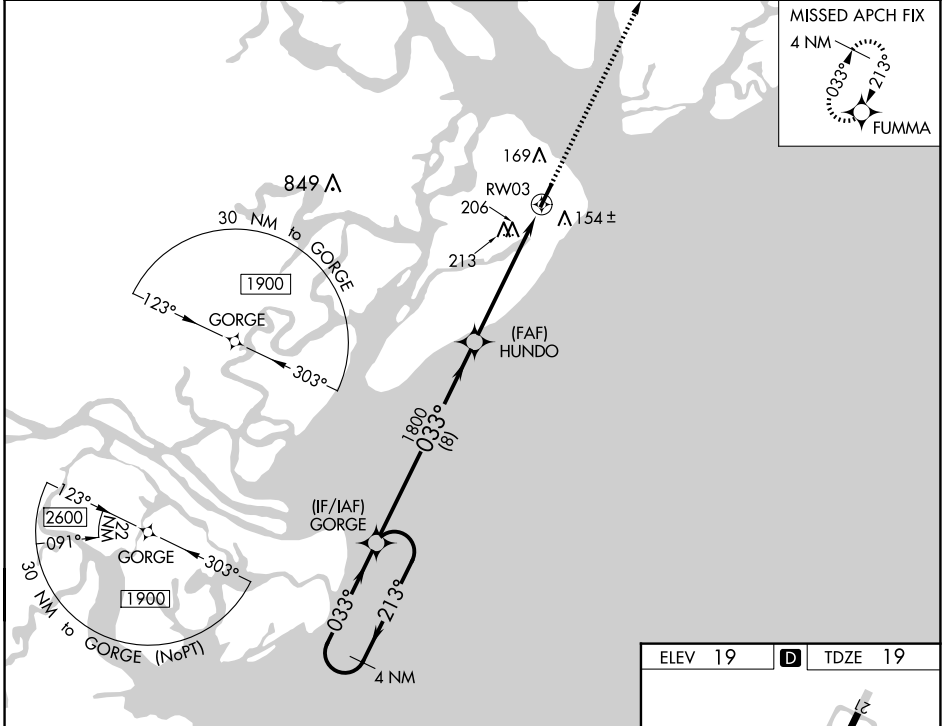 MISSED APCH FIX
4 NM
033°
213°
FUMMA
169
849
RW03
206
154 ±
213
30 NM to GORGE
1900
123°
GORGE
303°
(FAF)
HUNDO
1800
033°
(8)
(IF/IAF)
GORGE
123°
2600
22
NM
091°
GORGE
303°
1900
30 NM to GORGE (NoPT)
033°
213°
4 NM
ELEV 19
D
TDZE 19
21